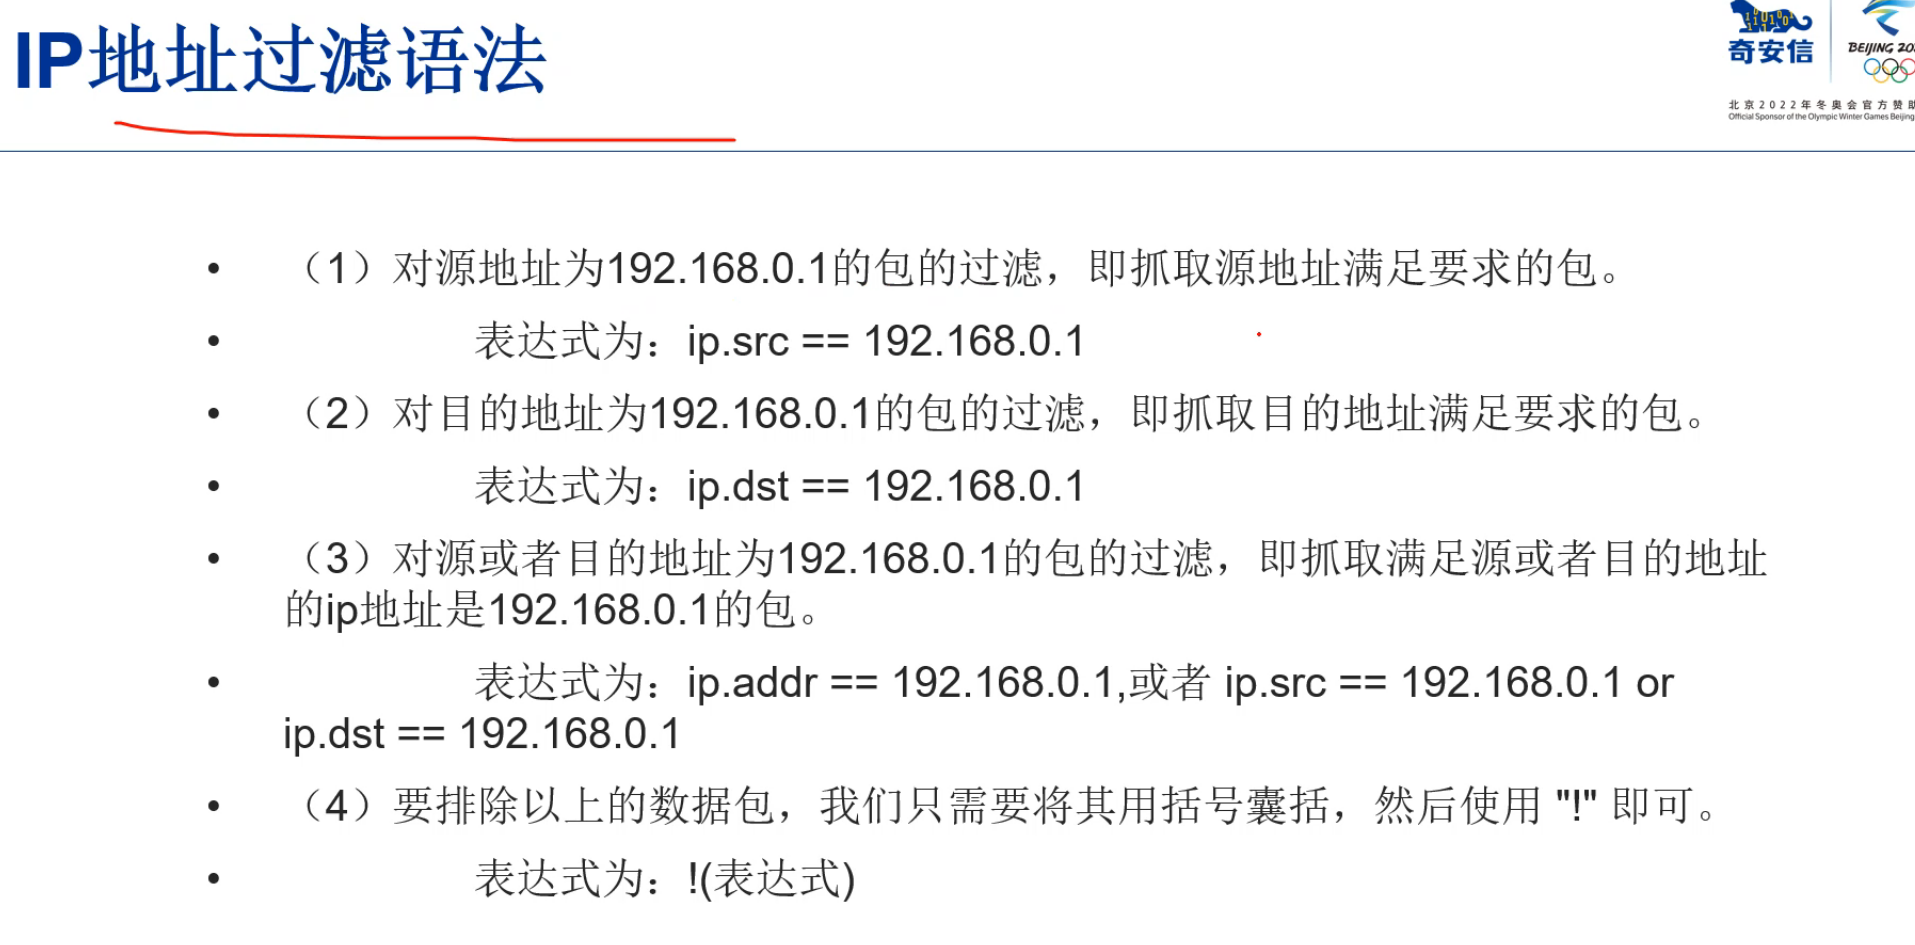 IP地址过滤语法
奇安信
BEIJING 202
北京2022年冬奥会官方赞助
Official Sponsor of the Olympic Winter Games Beijing
• （1）对源地址为192.168.0.1的包的过滤，即抓取源地址满足要求的包。
• 表达式为：ip.src == 192.168.0.1
• （2）对目的地址为192.168.0.1的包的过滤，即抓取目的地址满足要求的包。
• 表达式为：ip.dst == 192.168.0.1
• （3）对源或者目的地址为192.168.0.1的包的过滤，即抓取满足源或者目的地址
的ip地址是192.168.0.1的包。
• 表达式为：ip.addr == 192.168.0.1,或者 ip.src == 192.168.0.1 or
ip.dst == 192.168.0.1
• （4）要排除以上的数据包，我们只需要将其用括号囊括，然后使用 "!" 即可。
• 表达式为：!(表达式)